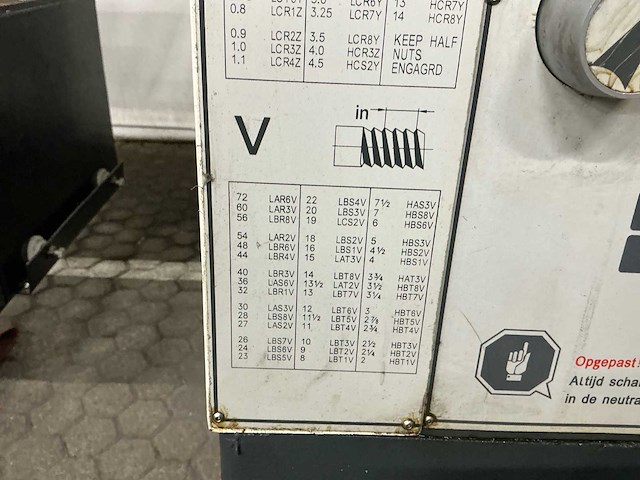 LCR6Y 13 HCR7Y
0.8 LCR1Z 3.25 LCR7Y 14 HCR8Y
0.9 LCR2Z 3.5 LCR8Y KEEP HALF
1.0 LCR3Z 4.0 HCR3Z NUTS
1.1 LCR4Z 4.5 HCS2Y ENGAGRD
in
V
72 LAR6V 22 LBS4V 7½ HAS3V
60 LAR3V 20 LBS3V 7 HBS8V
56 LBR8V 19 LCS2V 6 HBS6V
54 LAR2V 18 LBS2V 5 HBS3V
48 LBR6V 16 LBS1V 4½ HBS2V
44 LBR4V 15 LAT3V 4 HBS1V
40 LBR3V 14 LBT8V 3¾ HAT3V
36 LAS6V 13½ LAT2V 3½ HBT8V
32 LBR1V 13 LBT7V 3¼ HBT7V
30 LAS3V 12 LBT6V 3 HBT6V
28 LBS8V 11½ LBT5V 2⅞ HBT5V
27 LAS2V 11 LBT4V 2¾ HBT4V
26 LBS7V 10 LBT3V 2½ HBT3V
24 LBS6V 9 LBT2V 2¼ HBT2V
23 LBS5V 8 LBT1V 2 HBT1V
Opgepast!
Altijd scha
in de neutra